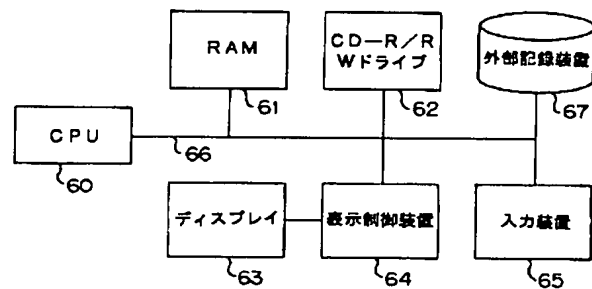 RAM
61
CD—R／R
Wドライブ
62
外部記録装置
67
CPU
60
66
ディスプレイ
63
表示制御装置
64
入力装置
65